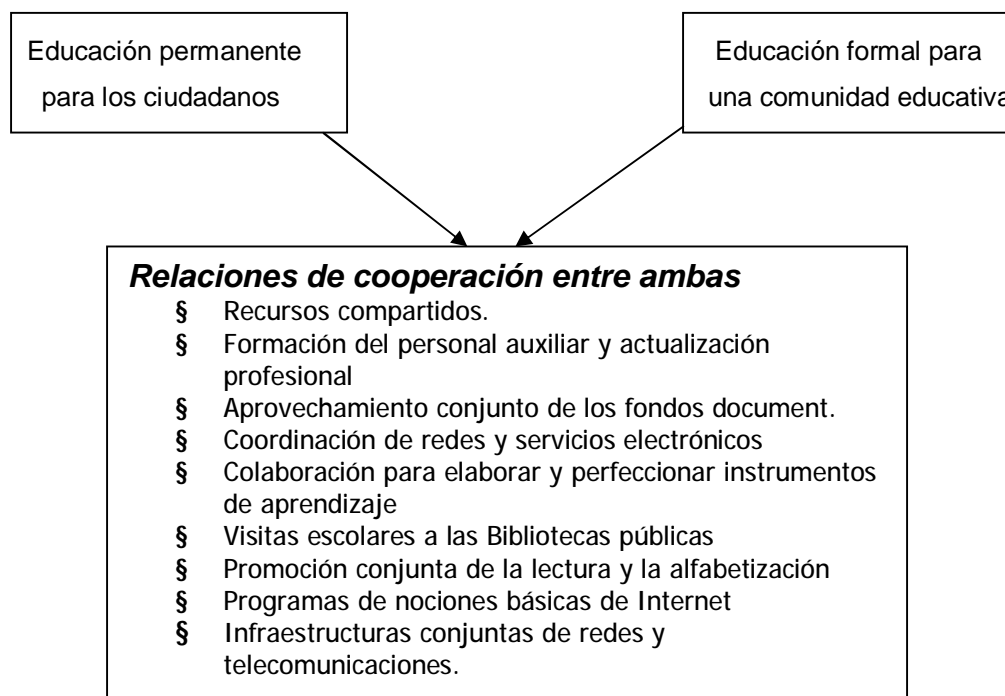 Educación permanente
para los ciudadanos
Educación formal para
una comunidad educativa
Relaciones de cooperación entre ambas
§ Recursos compartidos.
§ Formación del personal auxiliar y actualización
profesional
§ Aprovechamiento conjunto de los fondos document.
§ Coordinación de redes y servicios electrónicos
§ Colaboración para elaborar y perfeccionar instrumentos
de aprendizaje
§ Visitas escolares a las Bibliotecas públicas
§ Promoción conjunta de la lectura y la alfabetización
§ Programas de nociones básicas de Internet
§ Infraestructuras conjuntas de redes y
telecomunicaciones.